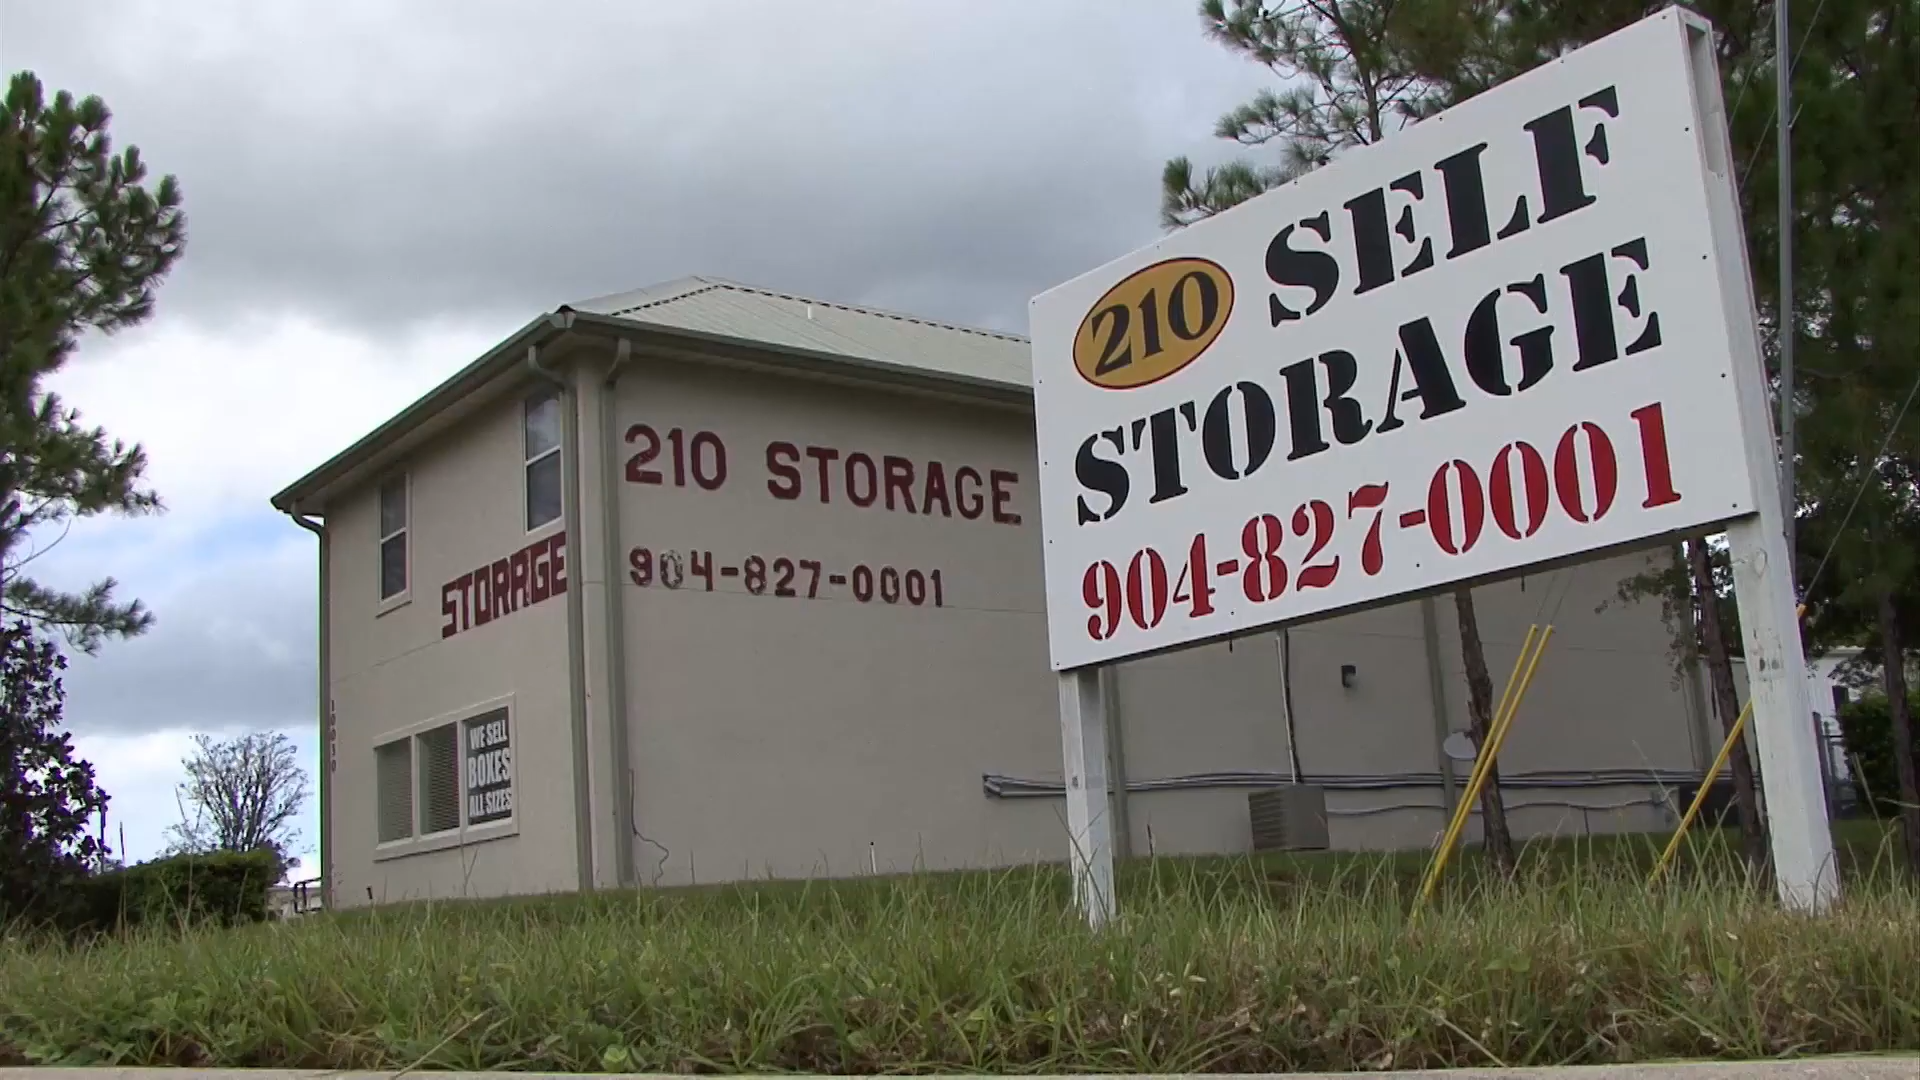 210 SELF
STORAGE
904-827-0001
210 STORAGE
904-827-0001
STORAGE
WE SELL
BOXES
ALL SIZES